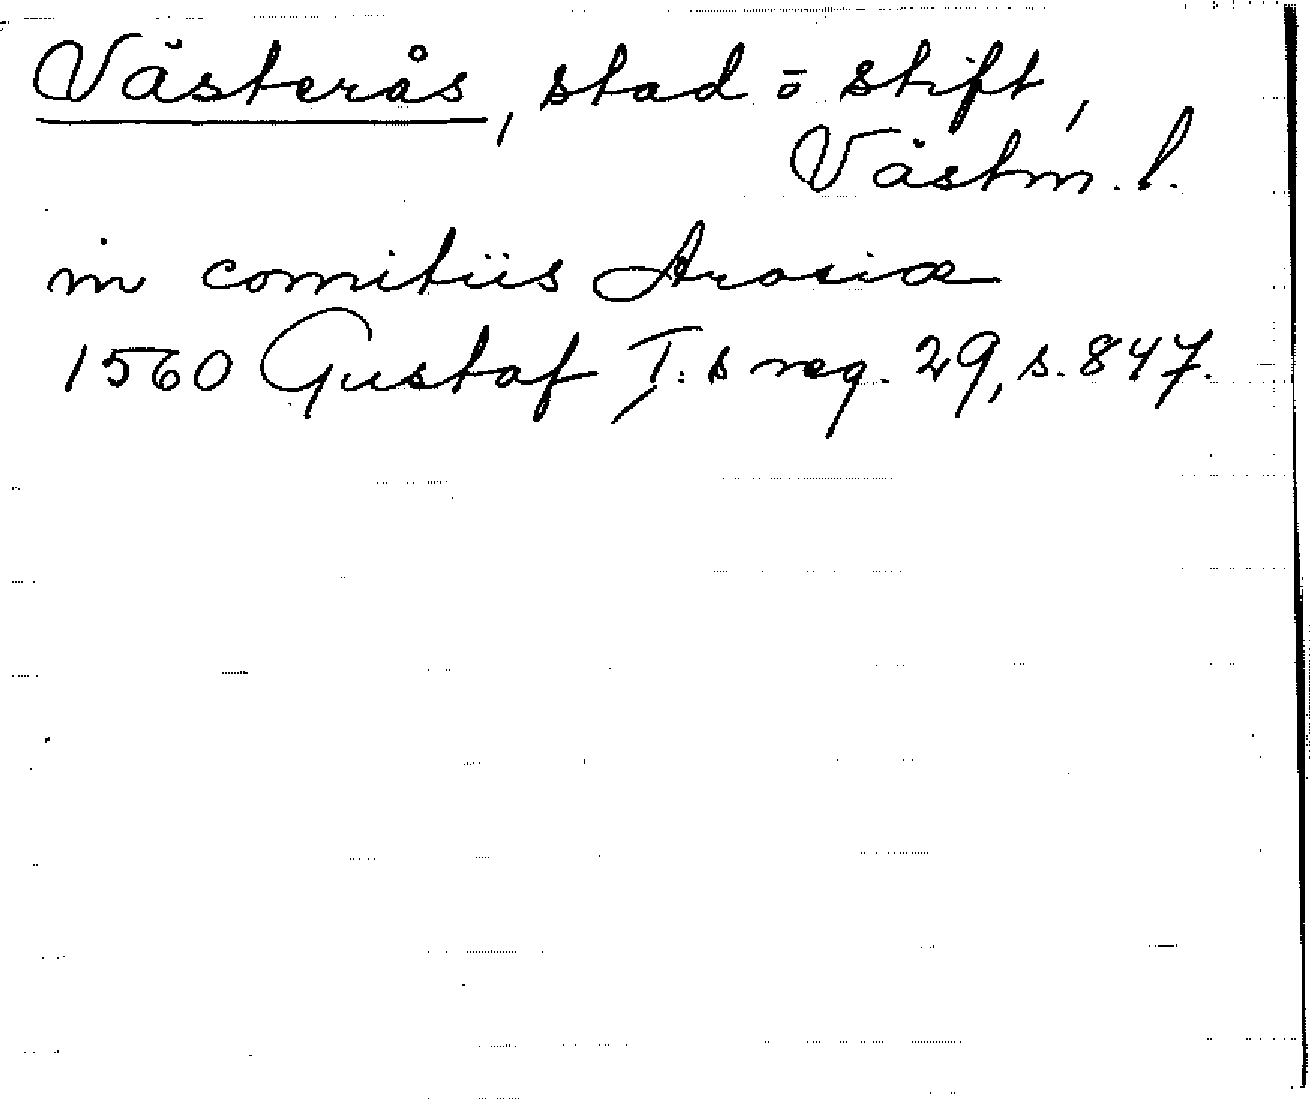 Västerås, stad o stift,
Västm. l.
in comitiis Arosiæ
1560 Gustaf I:s reg. 29, s. 847.